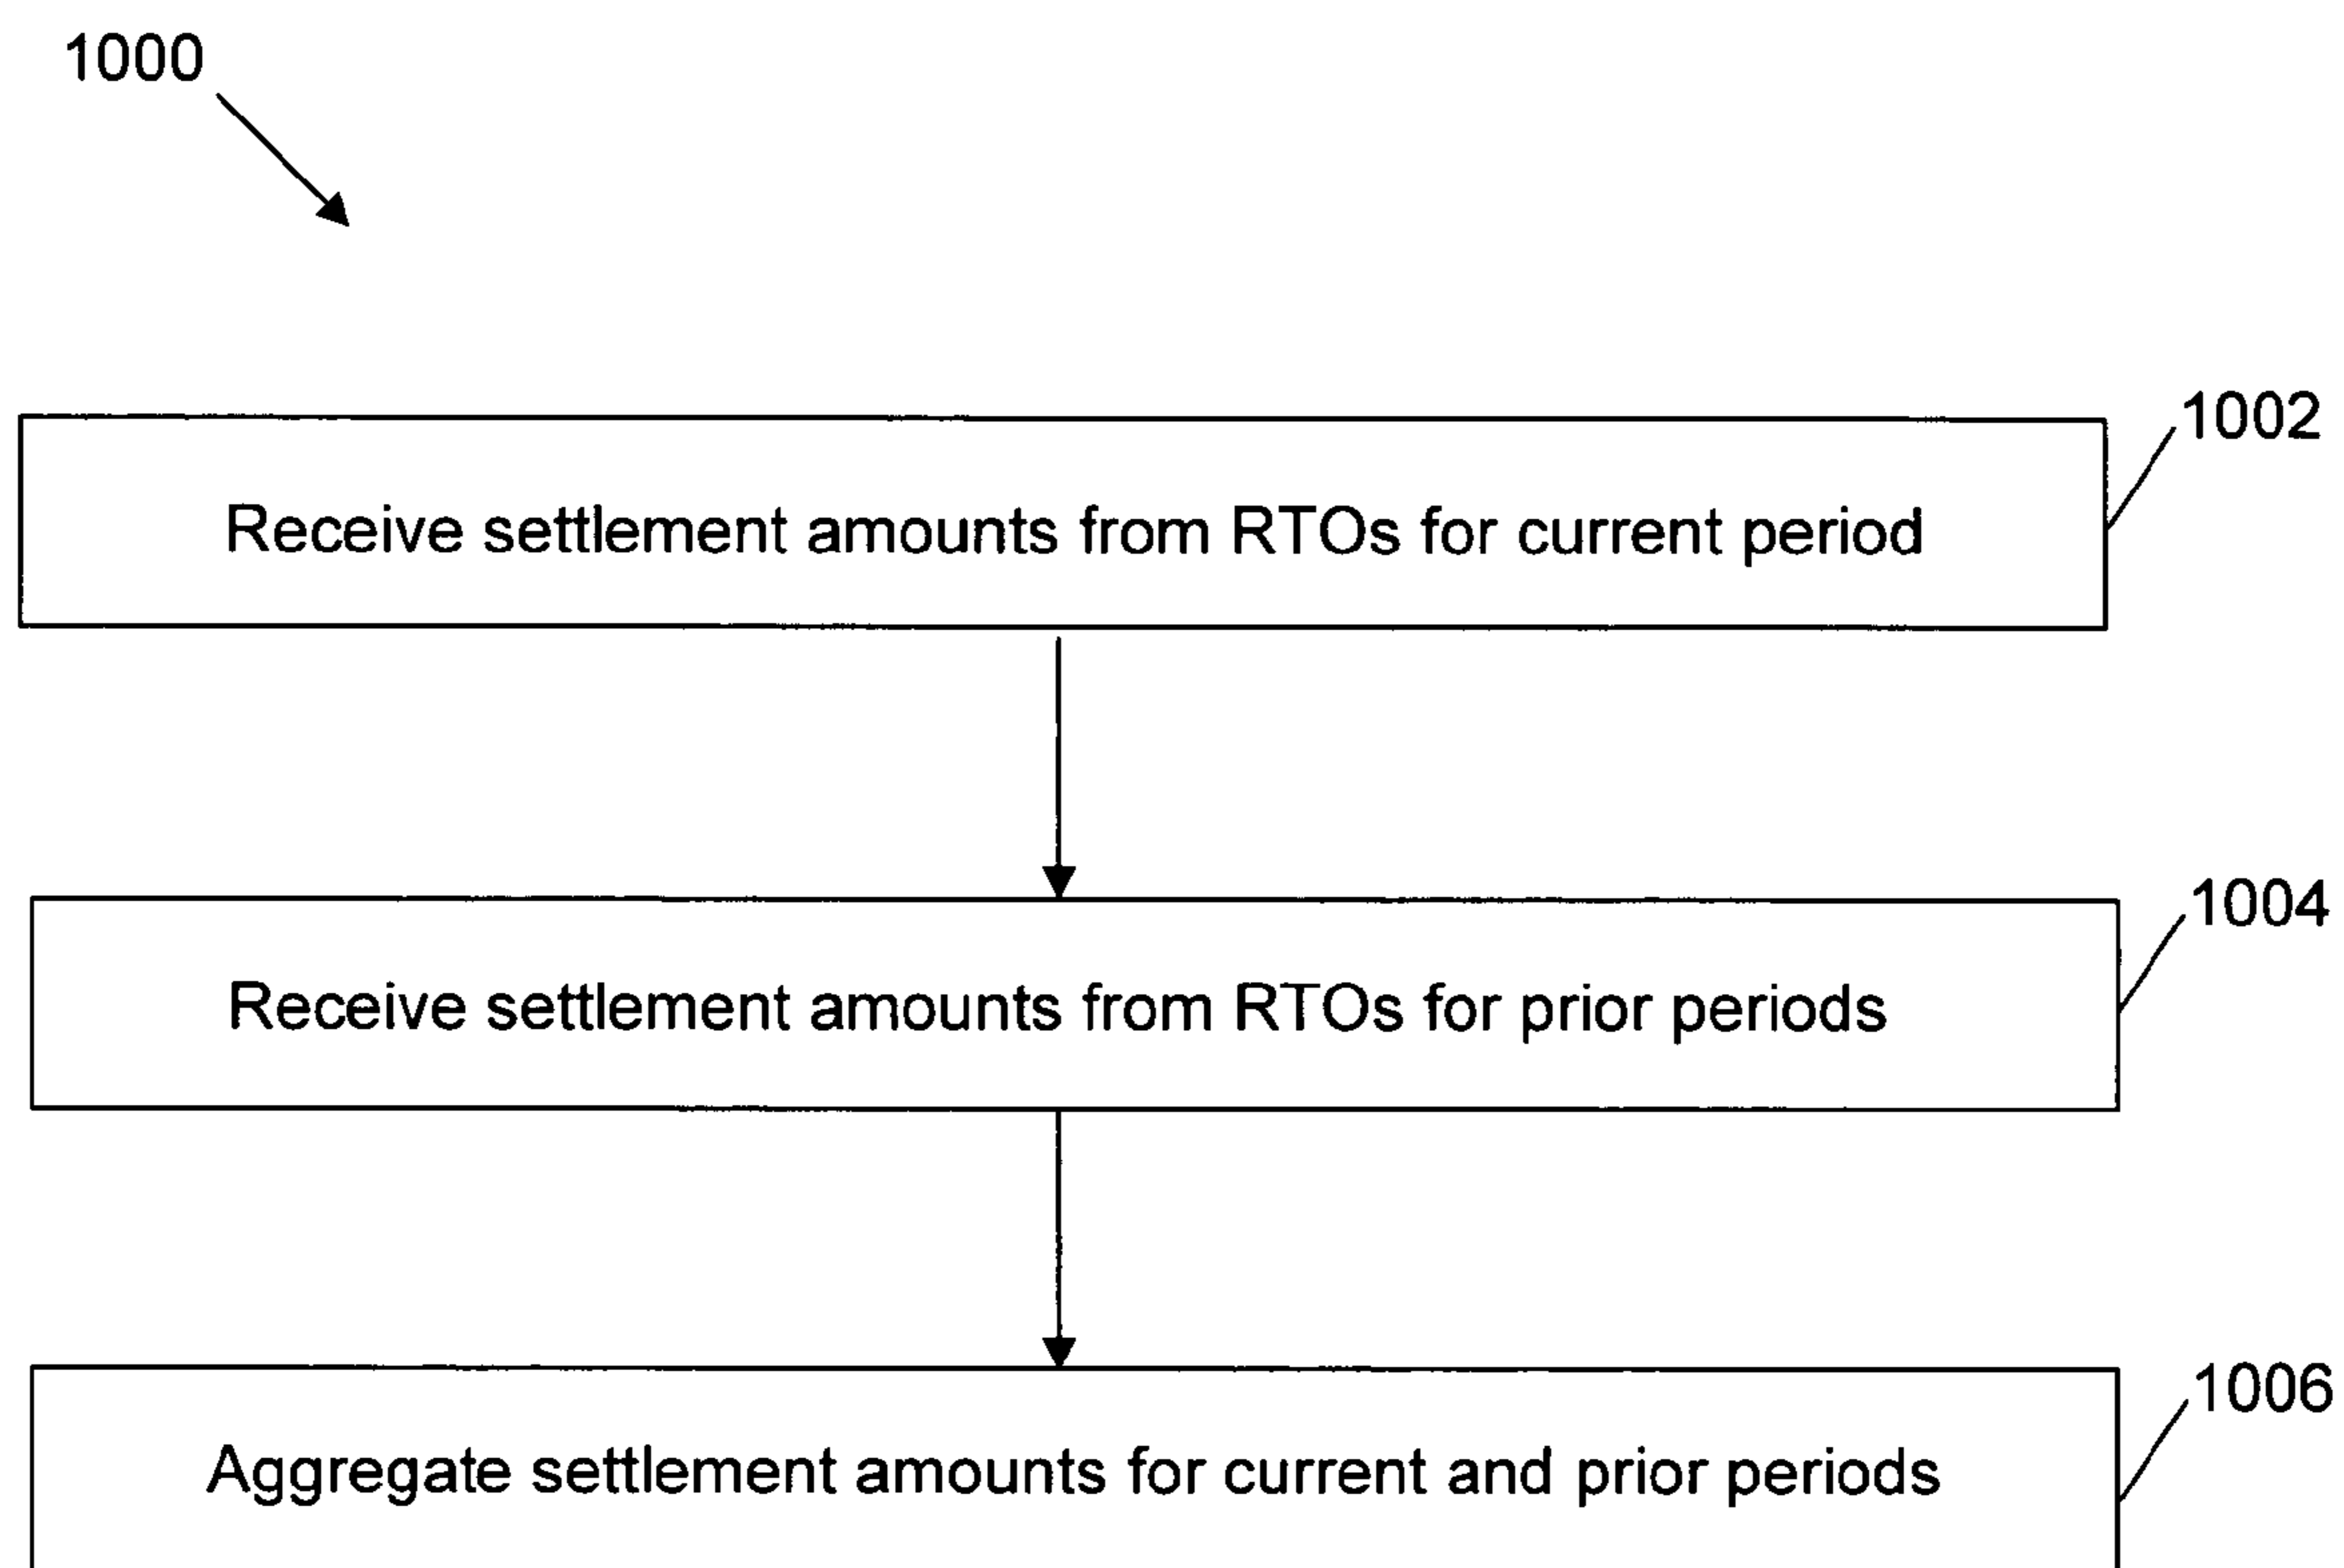 1000
1002
Receive settlement amounts from RTOs for current period
1004
Receive settlement amounts from RTOs for prior periods
1006
Aggregate settlement amounts for current and prior periods